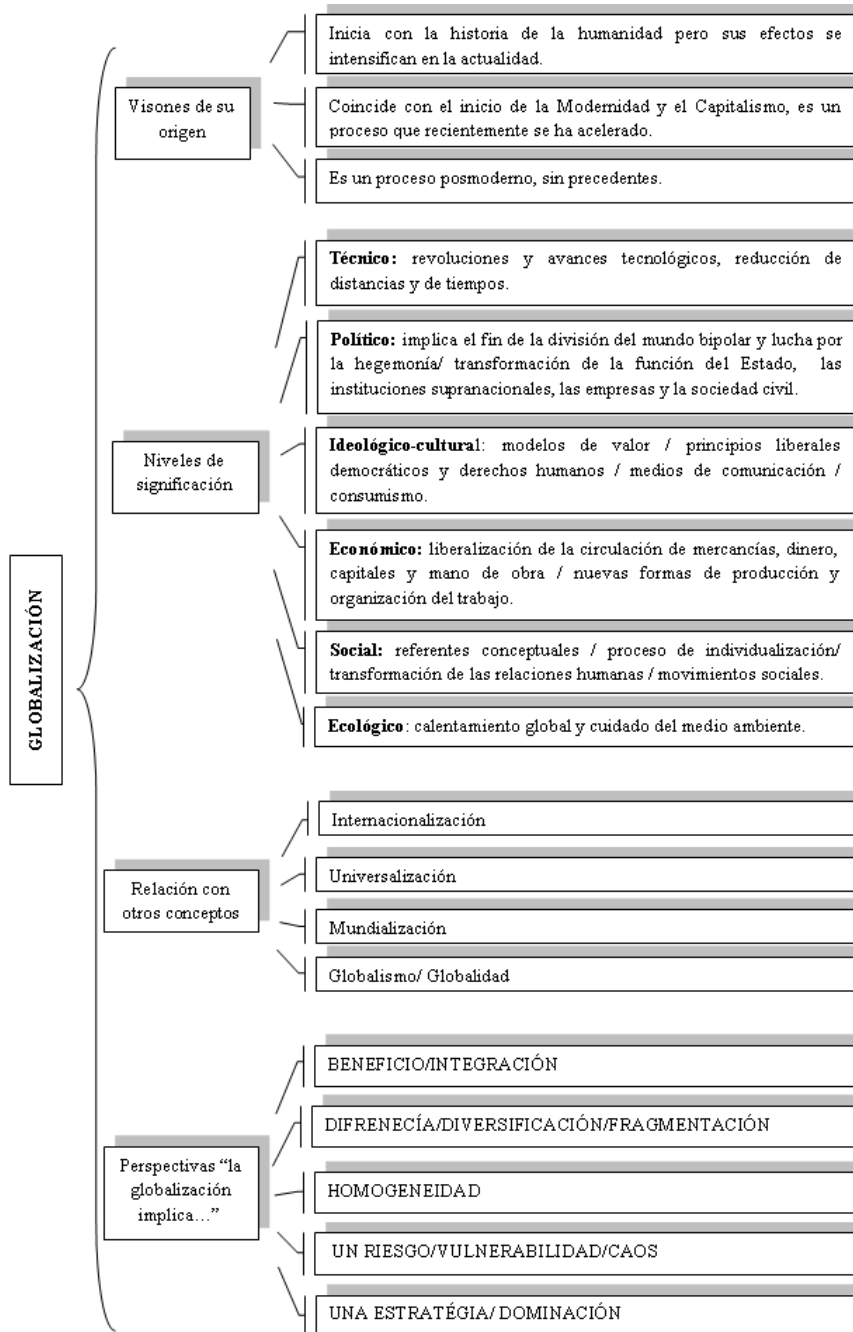 GLOBALIZACIÓN
Visones de su
origen
Inicia con la historia de la humanidad pero sus efectos se
intensifican en la actualidad.
Coincide con el inicio de la Modernidad y el Capitalismo, es un
proceso que recientemente se ha acelerado.
Es un proceso posmoderno, sin precedentes.
Niveles de
significación
Técnico: revoluciones y avances tecnológicos, reducción de
distancias y de tiempos.
Político: implica el fin de la división del mundo bipolar y lucha por
la hegemonía/ transformación de la función del Estado, las
instituciones supranacionales, las empresas y la sociedad civil.
Ideológico-cultural: modelos de valor / principios liberales
democráticos y derechos humanos / medios de comunicación /
consumismo.
Económico: liberalización de la circulación de mercancías, dinero,
capitales y mano de obra / nuevas formas de producción y
organización del trabajo.
Social: referentes conceptuales / proceso de individualización/
transformación de las relaciones humanas / movimientos sociales.
Ecológico: calentamiento global y cuidado del medio ambiente.
Relación con
otros conceptos
Internacionalización
Universalización
Mundialización
Globalismo/ Globalidad
Perspectivas “la
globalización
implica...”
BENEFICIO/INTEGRACIÓN
DIFRENECÍA/DIVERSIFICACIÓN/FRAGMENTACIÓN
HOMOGENEIDAD
UN RIESGO/VULNERABILIDAD/CAOS
UNA ESTRATÉGIA/ DOMINACIÓN